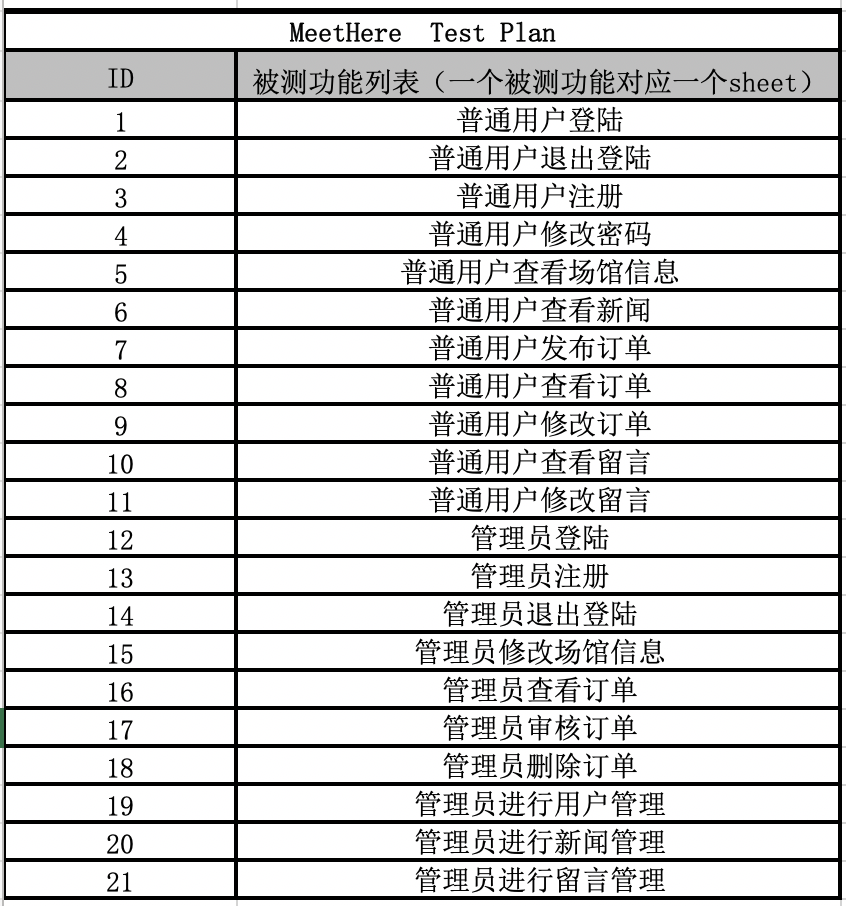 MeetHere  Test Plan
ID 被测功能列表（一个被测功能对应一个sheet）
1 普通用户登陆
2 普通用户退出登陆
3 普通用户注册
4 普通用户修改密码
5 普通用户查看场馆信息
6 普通用户查看新闻
7 普通用户发布订单
8 普通用户查看订单
9 普通用户修改订单
10 普通用户查看留言
11 普通用户修改留言
12 管理员登陆
13 管理员注册
14 管理员退出登陆
15 管理员修改场馆信息
16 管理员查看订单
17 管理员审核订单
18 管理员删除订单
19 管理员进行用户管理
20 管理员进行新闻管理
21 管理员进行留言管理